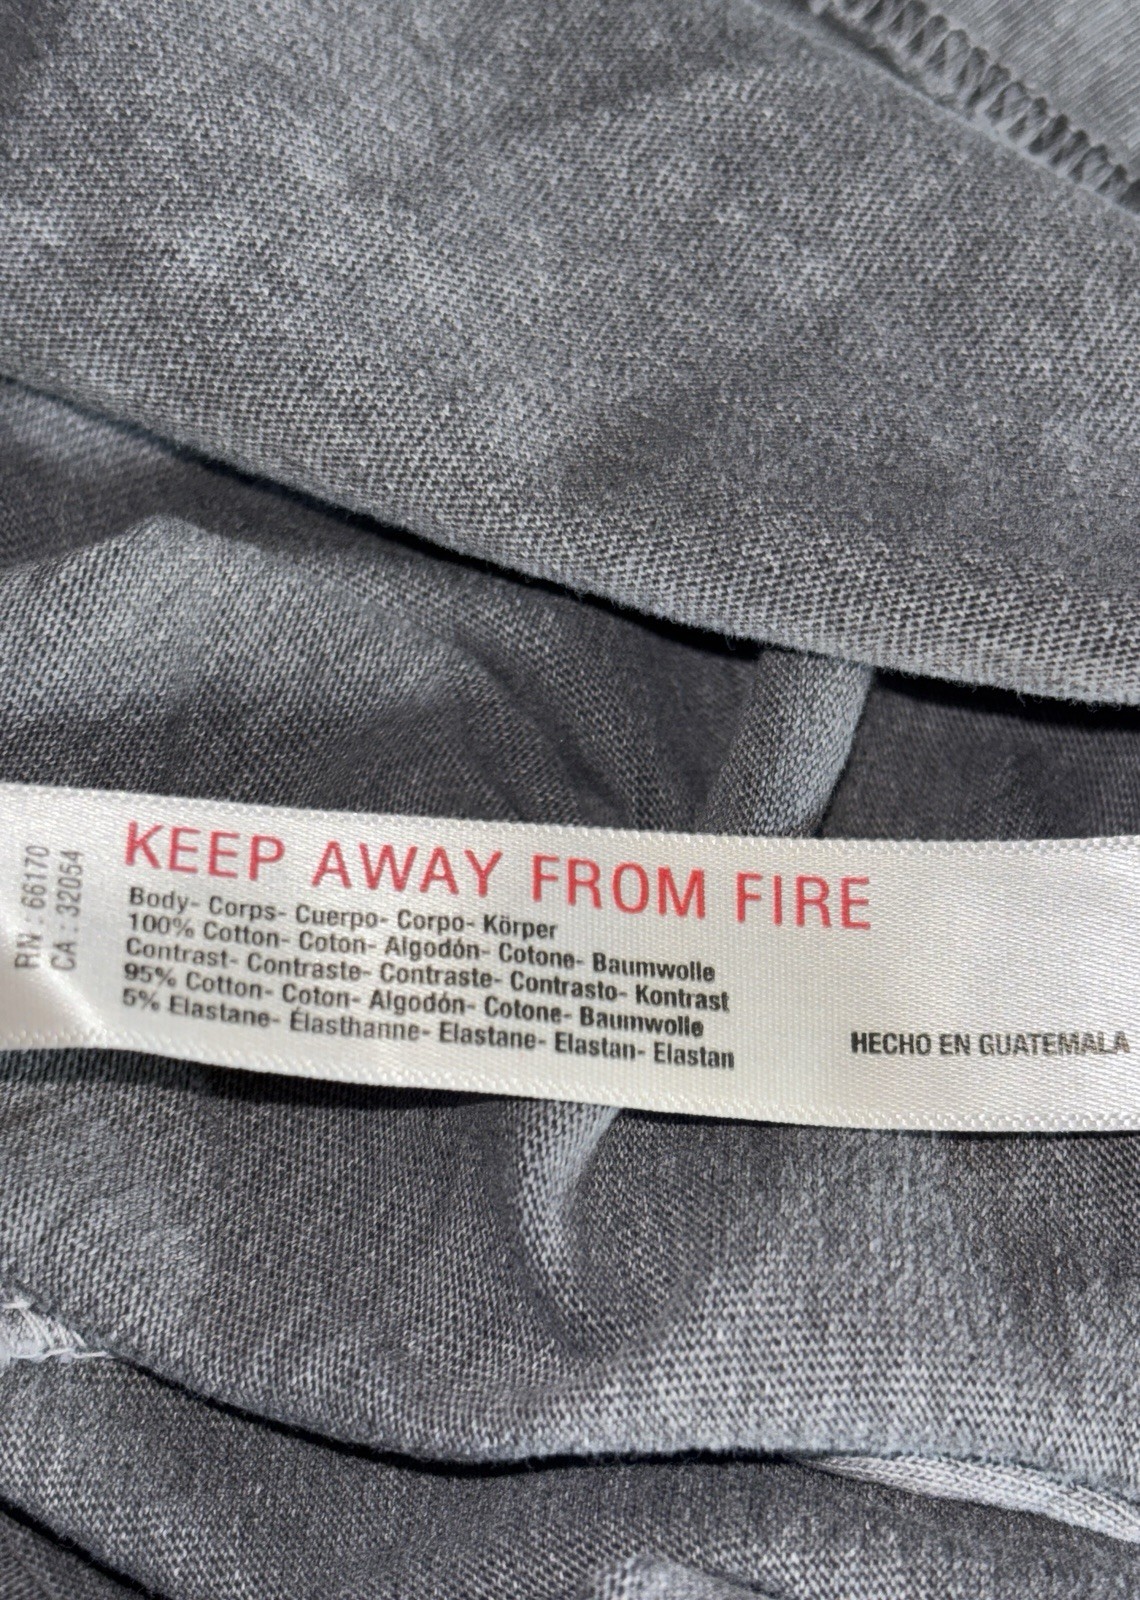 RN : 66170
CA : 32054
KEEP AWAY FROM FIRE
Body- Corps- Cuerpo- Corpo- Körper
100% Cotton- Coton- Algodón- Cotone- Baumwolle
Contrast- Contraste- Contraste- Contrasto- Kontrast
95% Cotton- Coton- Algodón- Cotone- Baumwolle
5% Elastane- Élasthanne- Elastane- Elastan- Elastan
HECHO EN GUATEMALA